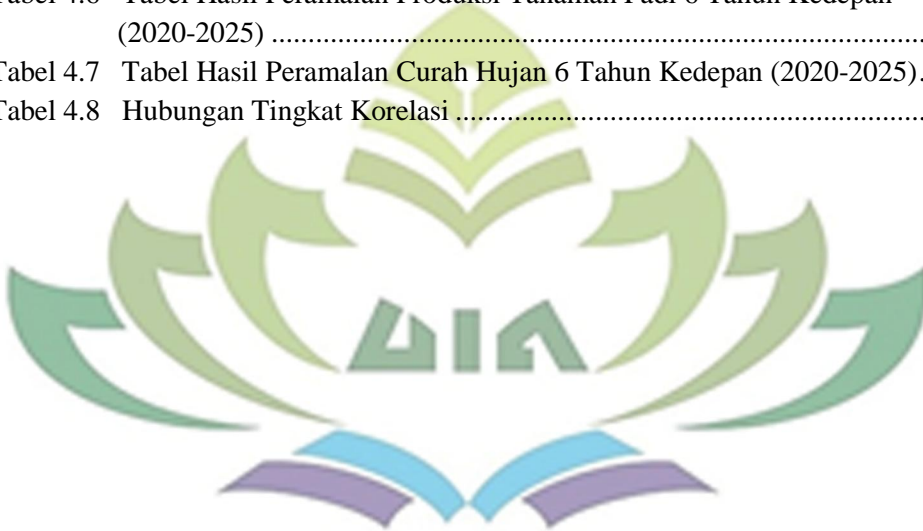 Tabel 4.6 Tabel Hasil Peramalan Produksi Tanaman Padi 6 Tahun Kedepan
(2020-2025) ........................................................................................
Tabel 4.7 Tabel Hasil Peramalan Curah Hujan 6 Tahun Kedepan (2020-2025).
Tabel 4.8 Hubungan Tingkat Korelasi ...............................................................
UIN